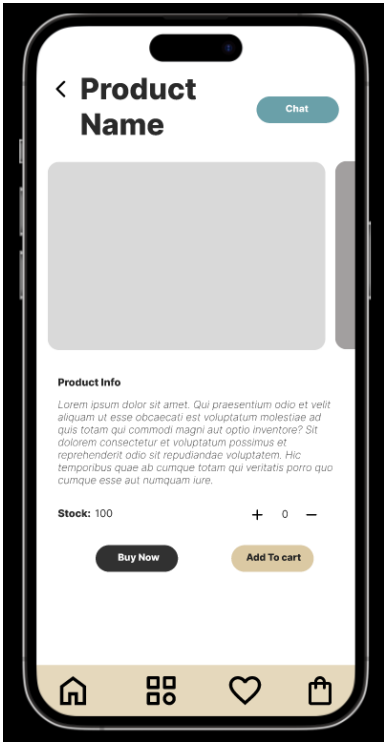 Product
Name
Chat
Product Info
Lorem ipsum dolor sit amet. Qui praesentium odio et velit
aliquam ut esse obcaecati est voluptatum molestiae ad
quis totam qui commodi magni aut optio inventore? Sit
dolorem consectetur et voluptatum possimus et
reprehenderit odio sit repudiandae voluptatem. Hic
temporibus quae ab cumque totam qui veritatis porro quo
cumque esse aut numquam iure.
Stock: 100
+ 0 −
Buy Now
Add To cart